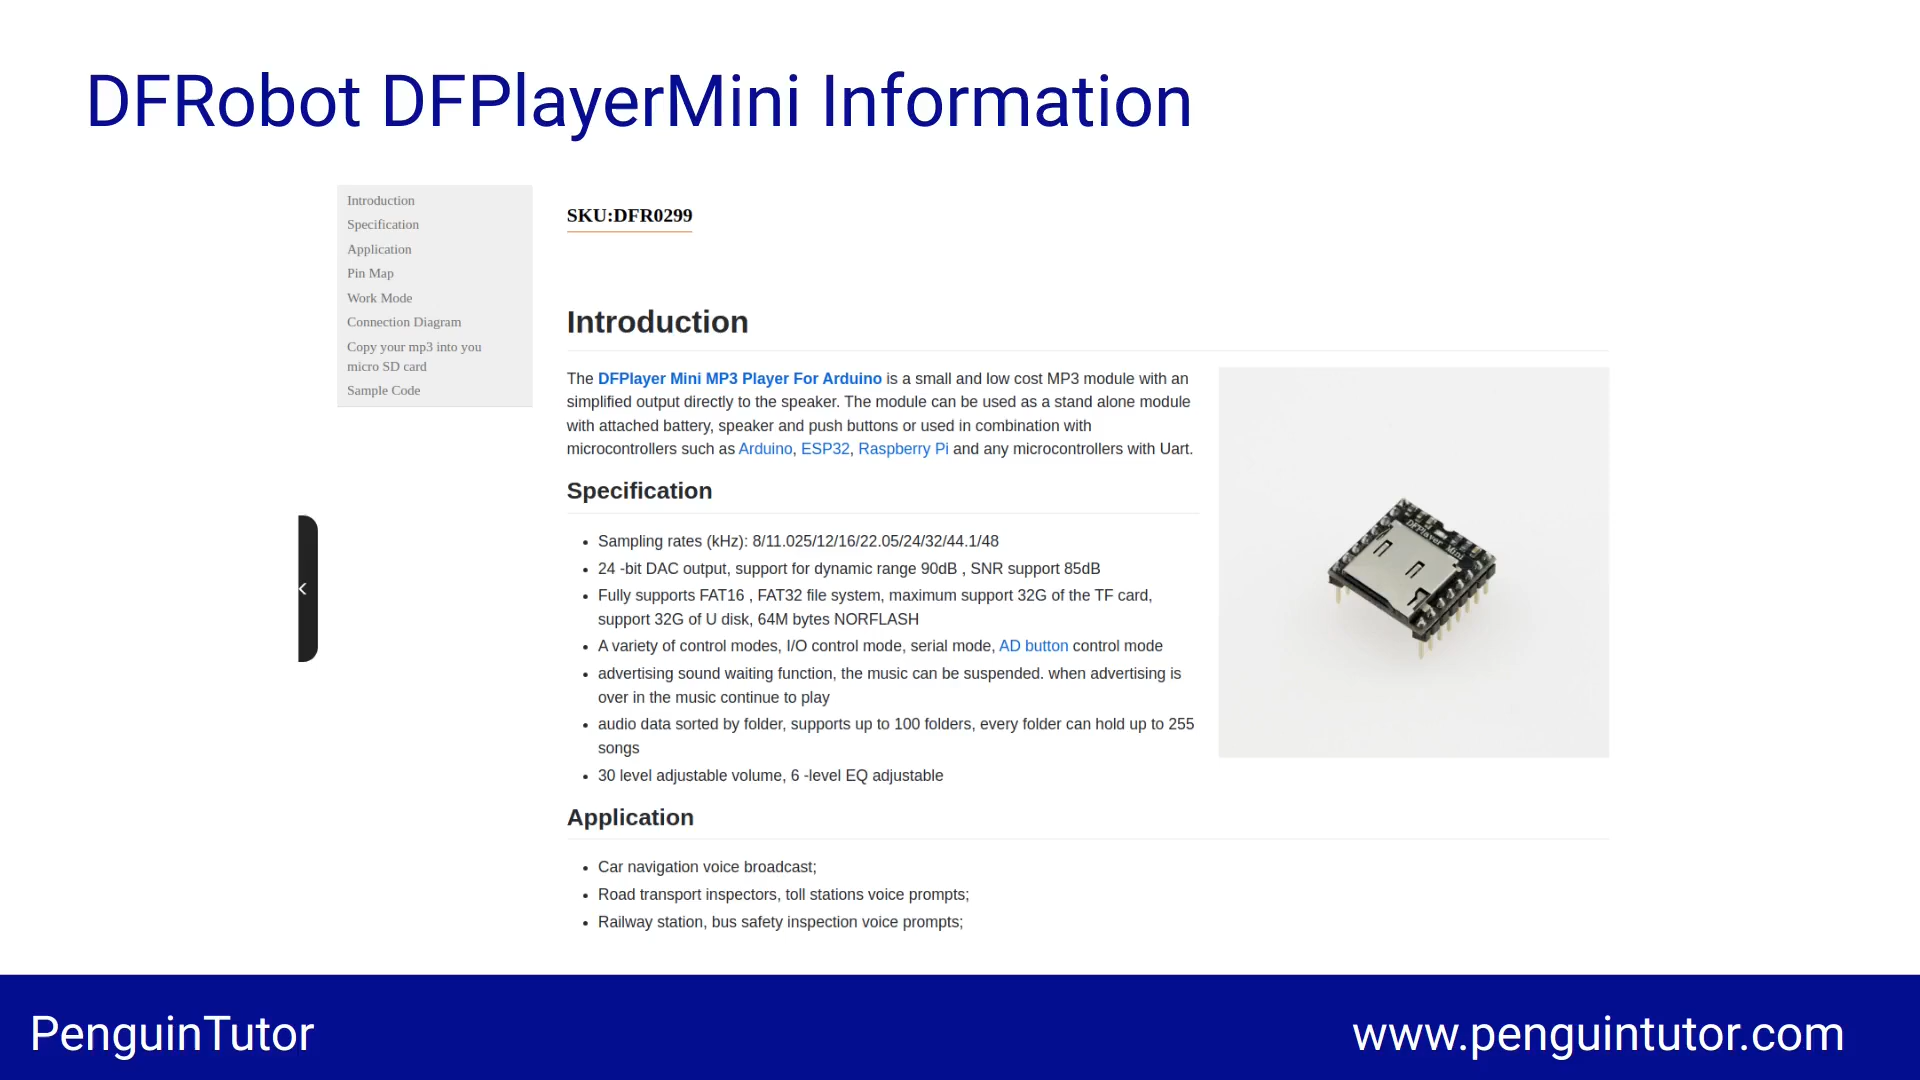 DFRobot DFPlayerMini Information
Introduction
Specification
Application
Pin Map
Work Mode
Connection Diagram
Copy your mp3 into you
micro SD card
Sample Code
SKU:DFR0299
Introduction
The DFPlayer Mini MP3 Player For Arduino is a small and low cost MP3 module with an
simplified output directly to the speaker. The module can be used as a stand alone module
with attached battery, speaker and push buttons or used in combination with
microcontrollers such as Arduino, ESP32, Raspberry Pi and any microcontrollers with Uart.
Specification
• Sampling rates (kHz): 8/11.025/12/16/22.05/24/32/44.1/48
• 24 -bit DAC output, support for dynamic range 90dB , SNR support 85dB
• Fully supports FAT16 , FAT32 file system, maximum support 32G of the TF card,
support 32G of U disk, 64M bytes NORFLASH
• A variety of control modes, I/O control mode, serial mode, AD button control mode
• advertising sound waiting function, the music can be suspended. when advertising is
over in the music continue to play
• audio data sorted by folder, supports up to 100 folders, every folder can hold up to 255
songs
• 30 level adjustable volume, 6 -level EQ adjustable
DFPlayer Mini
Application
• Car navigation voice broadcast;
• Road transport inspectors, toll stations voice prompts;
• Railway station, bus safety inspection voice prompts;
PenguinTutor
www.penguintutor.com